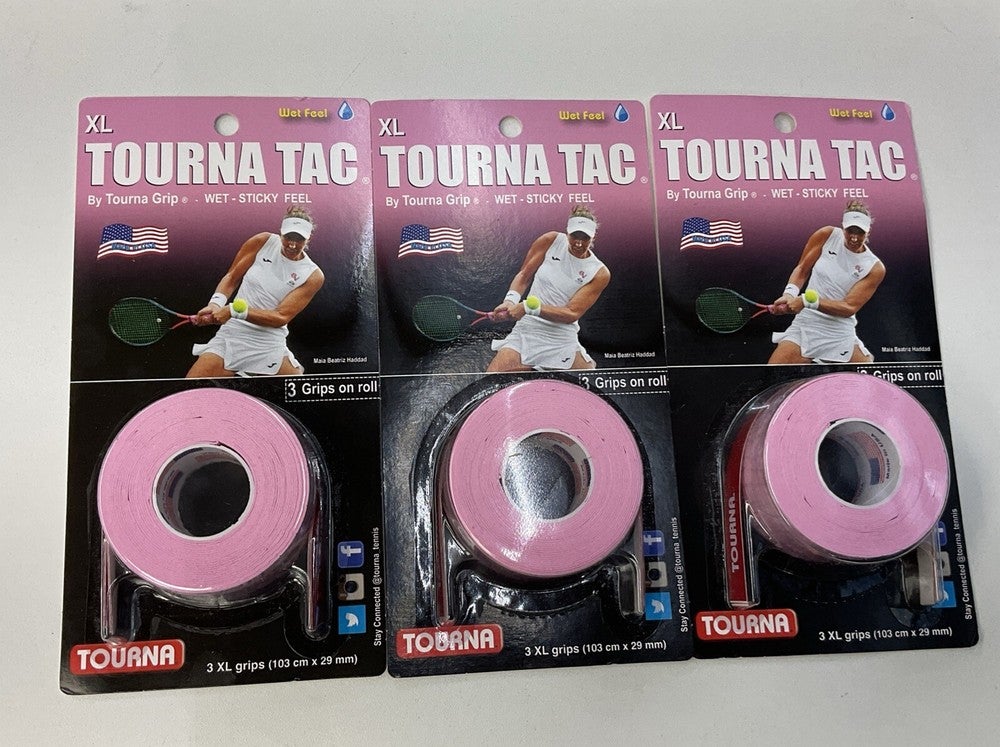 XL
Wet Feel
TOURNA TAC®
By Tourna Grip ® - WET - STICKY FEEL
Maia Beatriz Haddad
3 Grips on roll
Stay Connected @tourna_tennis
TOURNA
3 XL grips (103 cm x 29 mm)
XL
Wet Feel
TOURNA TAC®
By Tourna Grip ® - WET - STICKY FEEL
Maia Beatriz Haddad
3 Grips on roll
Stay Connected @tourna_tennis
TOURNA
3 XL grips (103 cm x 29 mm)
XL
Wet Feel
TOURNA TAC®
By Tourna Grip ® - WET - STICKY FEEL
Maia Beatriz Haddad
Grips on roll
Made in USA
TOURNA
Stay Connected @tourna_tennis
TOURNA
3 XL grips (103 cm x 29 mm)